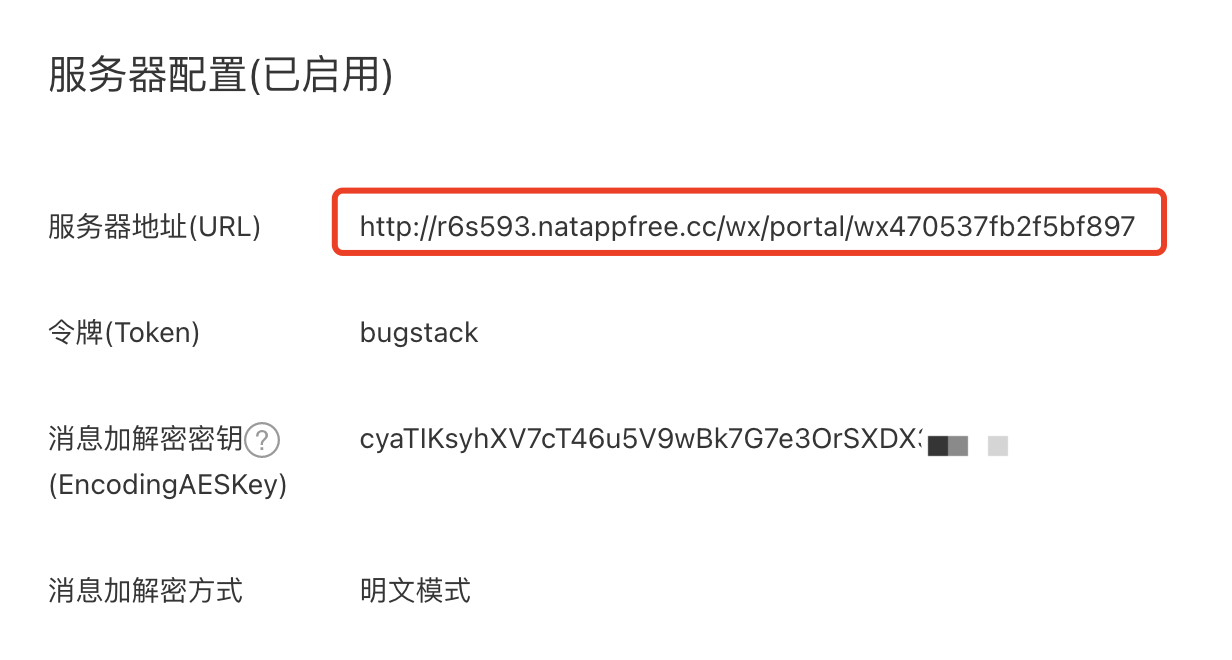 服务器配置(已启用)
服务器地址(URL) http://r6s593.natappfree.cc/wx/portal/wx470537fb2f5bf897
令牌(Token) bugstack
消息加解密密钥? cyaTIKsyhXV7cT46u5V9wBk7G7e3OrSXDX
(EncodingAESKey)
消息加解密方式 明文模式